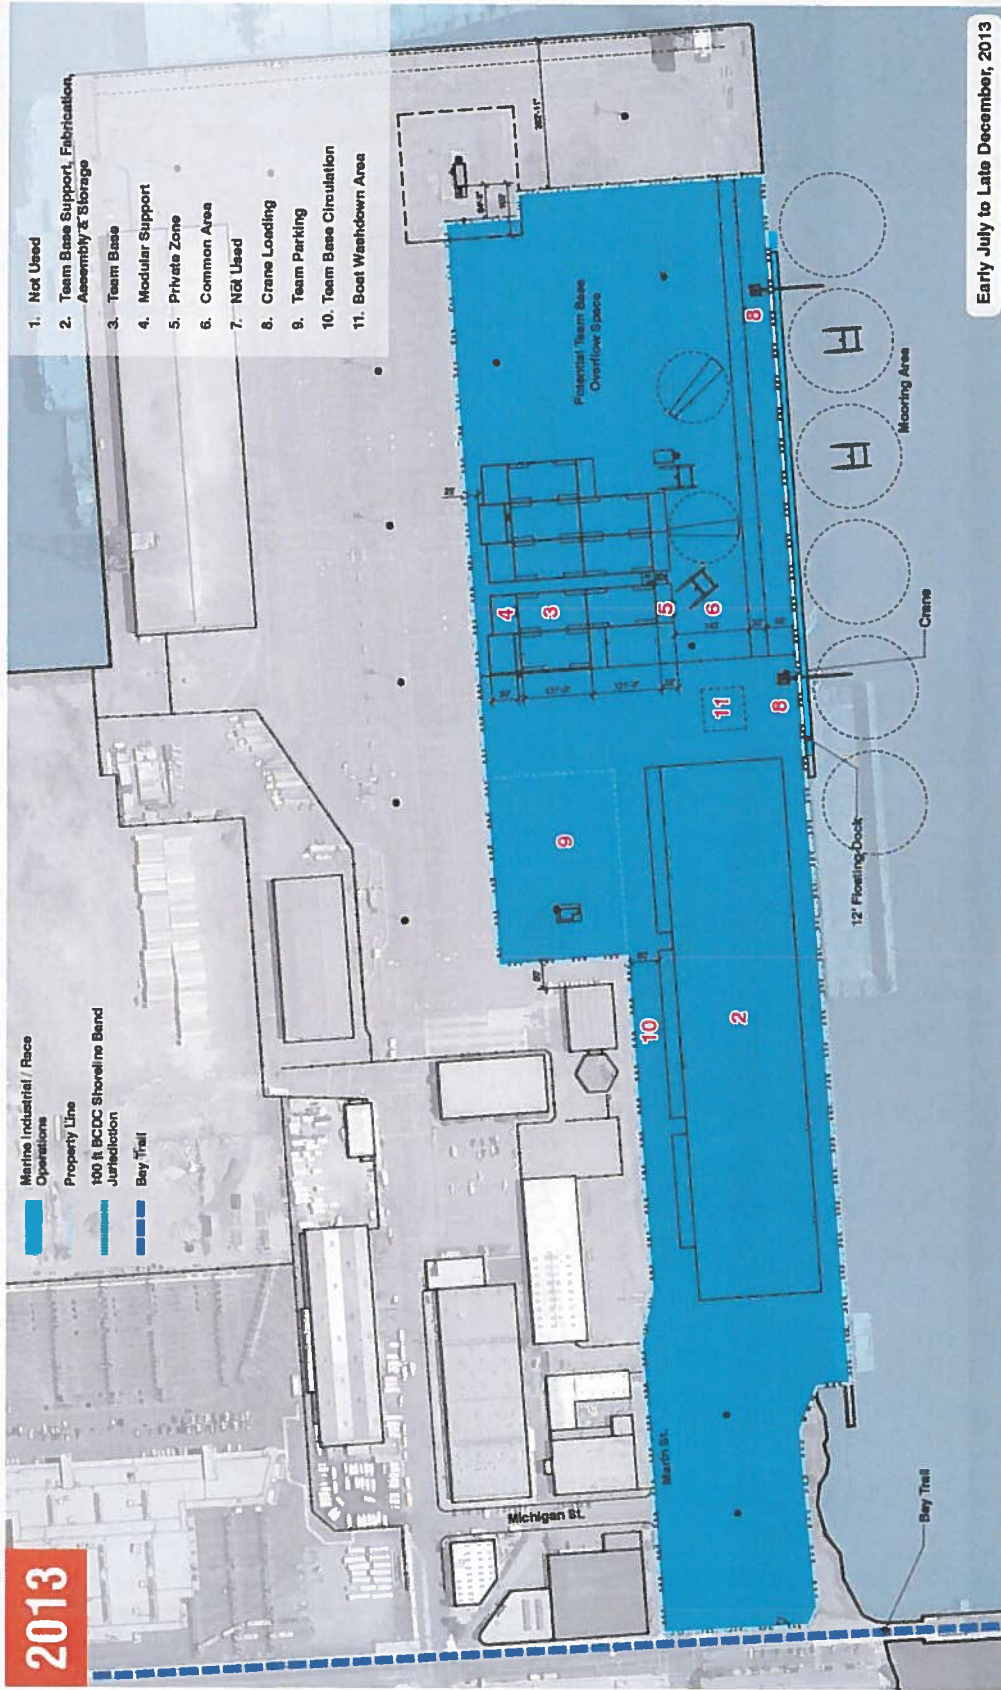 2013
Marine Industrial / Race
Operations
Property Line
100 ft BCDC Shoreline Band
Jurisdiction
Bay Trail
1. Not Used
2. Team Base Support, Fabrication,
Assembly & Storage
3. Team Base
4. Modular Support
5. Private Zone
6. Common Area
7. Not Used
8. Crane Loading
9. Team Parking
10. Team Base Circulation
11. Boat Washdown Area
Potential Team Base
Overflow Space
8
4
3
5
6
11
8
9
10
2
Mooring Area
Crane
12' Floating Dock
Marin St.
Michigan St.
Bay Trail
Early July to Late December, 2013